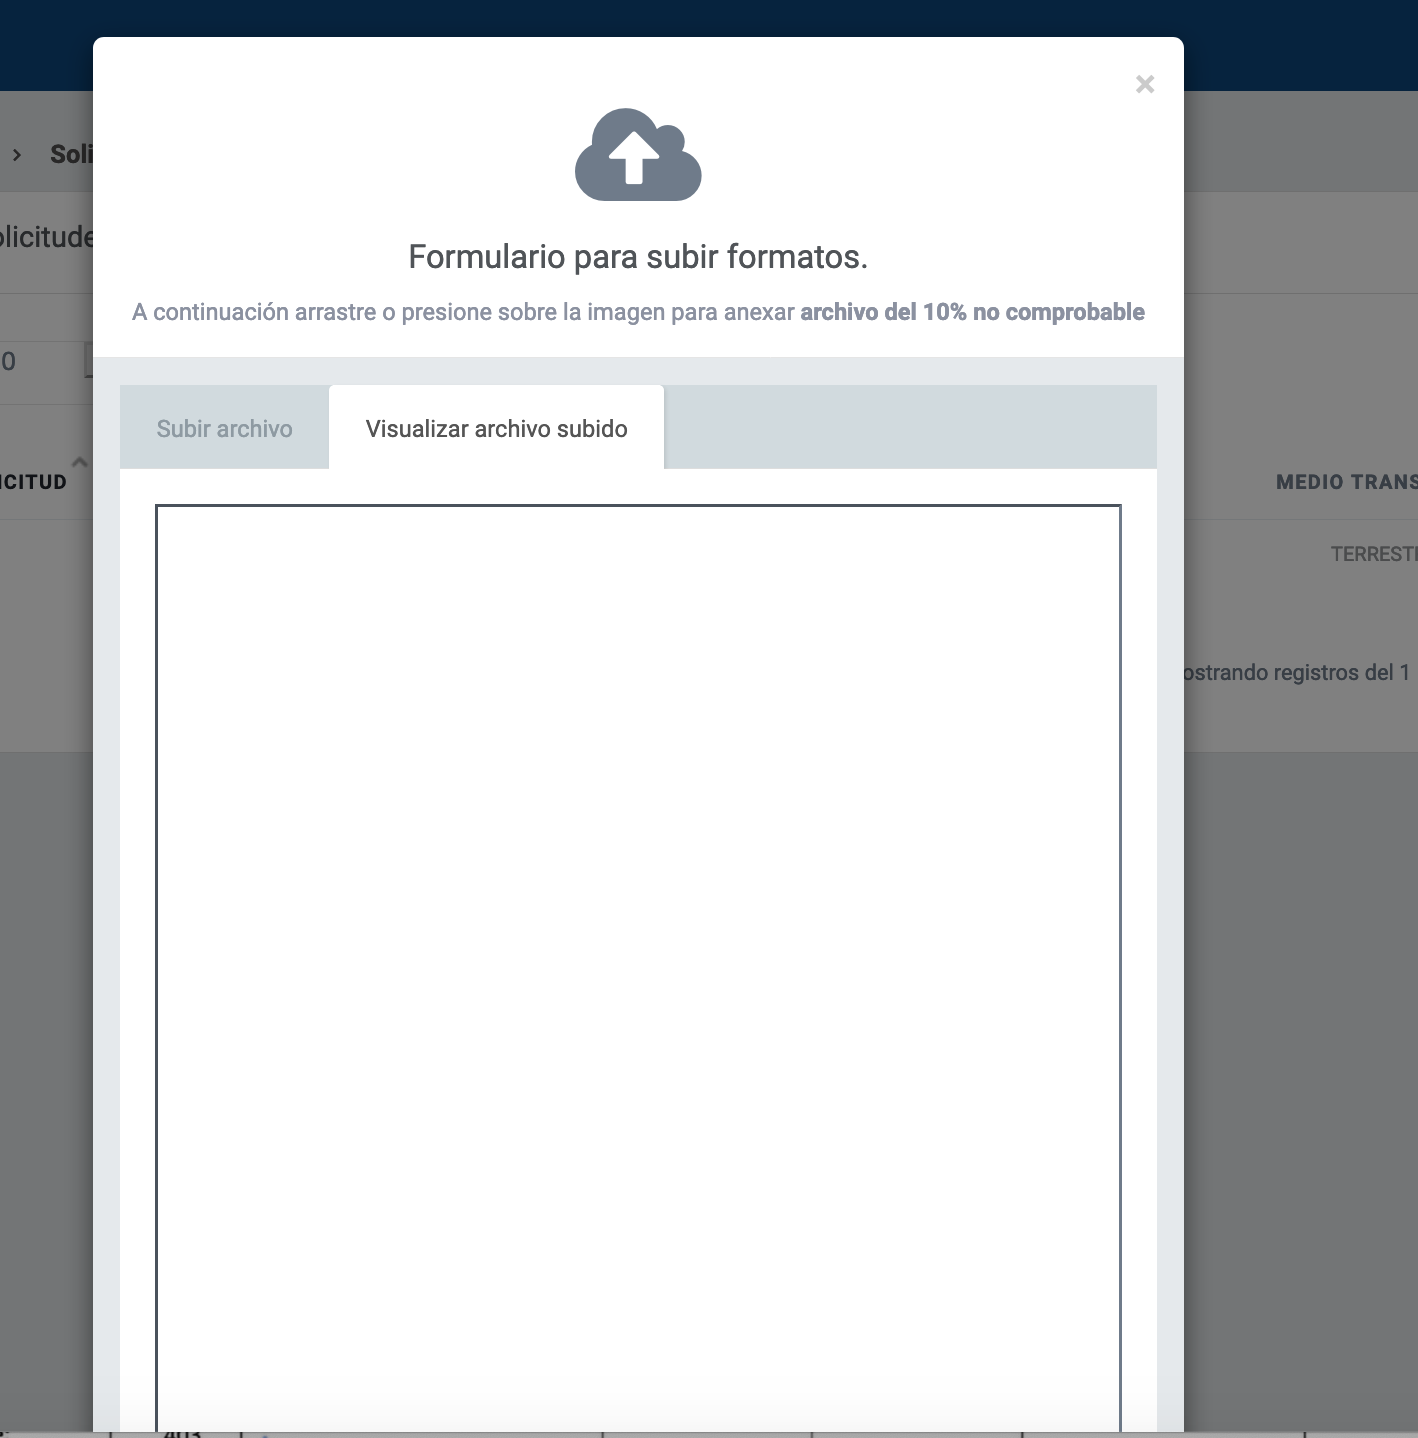 Soli
olicitude
Formulario para subir formatos.
A continuación arrastre o presione sobre la imagen para anexar archivo del 10% no comprobable
0
Subir archivo
Visualizar archivo subido
ICITUD
MEDIO TRANS
TERREST
ostrando registros del 1